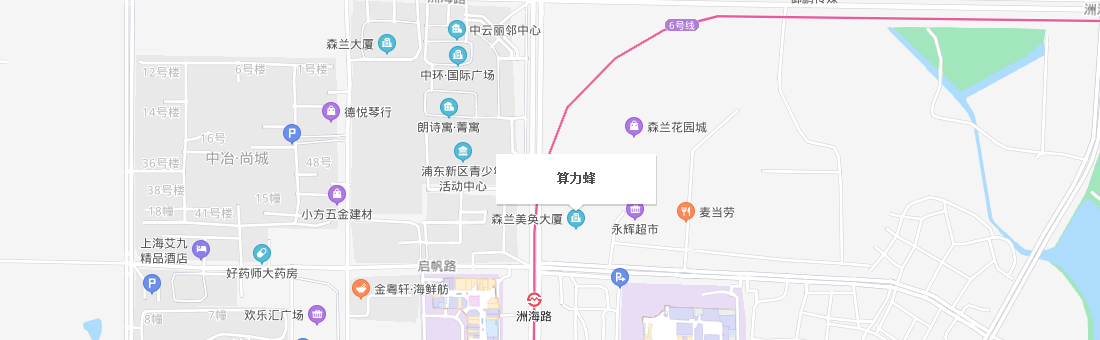 洲海路
森兰大厦
中云丽邻中心
6号线
12号楼
6号楼
1号楼
中环·国际广场
14号楼
德悦琴行
朗诗寓·菁寓
森兰花园城
16号
中冶·尚城
36号楼
48号
浦东新区青少年
活动中心
算力蜂
38号楼
15幢
18幢
41号楼
小方五金建材
森兰美奂大厦
永辉超市
麦当劳
上海艾九
精品酒店
好药师大药房
启帆路
金粤轩·海鲜舫
8幢
7幢
欢乐汇广场
洲海路